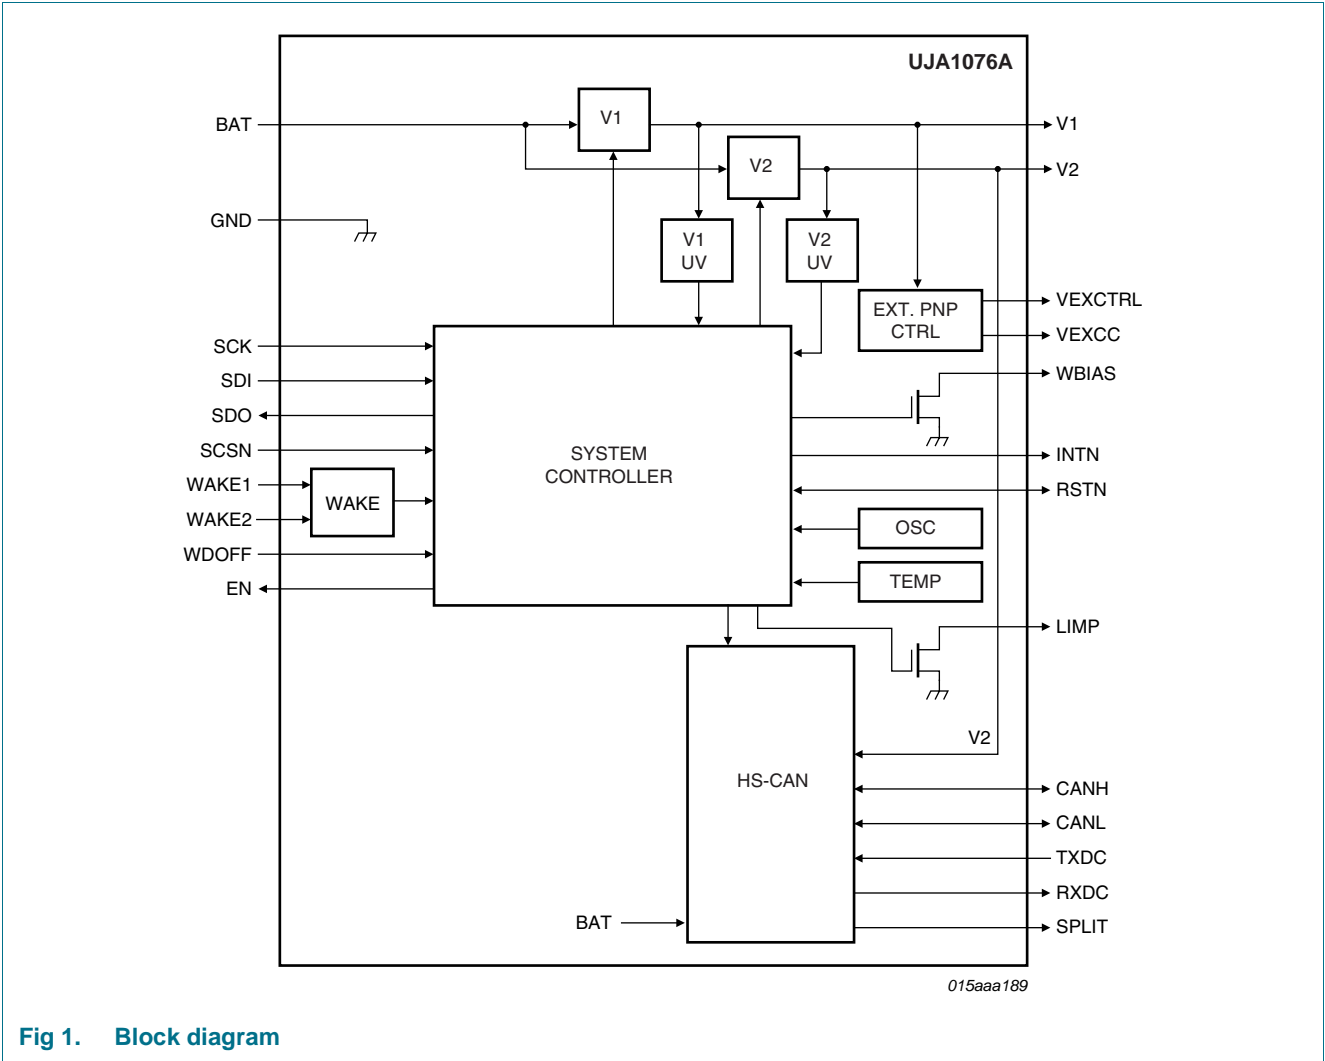 UJA1076A
BAT
V1
V1
V2
V2
GND
V1
UV
V2
UV
EXT. PNP
CTRL
VEXCTRL
VEXCC
SCK
SDI
SDO
SCSN
WAKE1
WAKE2
WAKE
WDOFF
EN
SYSTEM
CONTROLLER
WBIAS
INTN
RSTN
OSC
TEMP
LIMP
V2
HS-CAN
BAT
CANH
CANL
TXDC
RXDC
SPLIT
015aaa189
Fig 1. Block diagram